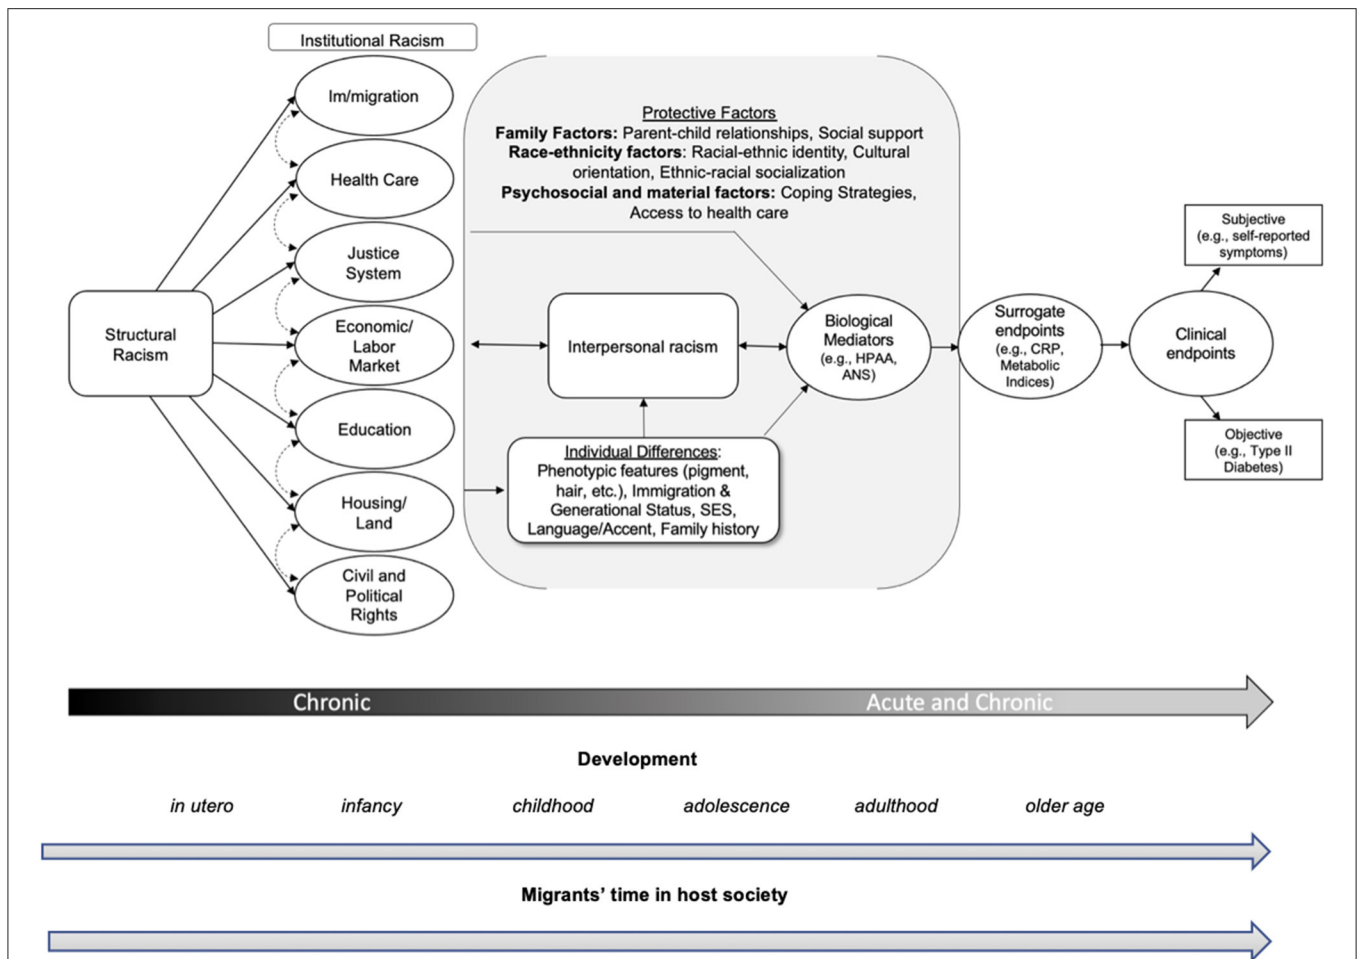 Institutional Racism
Im/migration
Health Care
Justice
System
Economic/
Labor
Market
Education
Housing/
Land
Civil and
Political
Rights
Structural
Racism
Protective Factors
Family Factors: Parent-child relationships, Social support
Race-ethnicity factors: Racial-ethnic identity, Cultural
orientation, Ethnic-racial socialization
Psychosocial and material factors: Coping Strategies,
Access to health care
Interpersonal racism
Individual Differences:
Phenotypic features (pigment,
hair, etc.), Immigration &
Generational Status, SES,
Language/Accent, Family history
Biological
Mediators
(e.g., HPAA,
ANS)
Surrogate
endpoints
(e.g., CRP,
Metabolic
Indices)
Clinical
endpoints
Subjective
(e.g., self-reported
symptoms)
Objective
(e.g., Type II
Diabetes)
Chronic
Acute and Chronic
Development
in utero
infancy
childhood
adolescence
adulthood
older age
Migrants’ time in host society